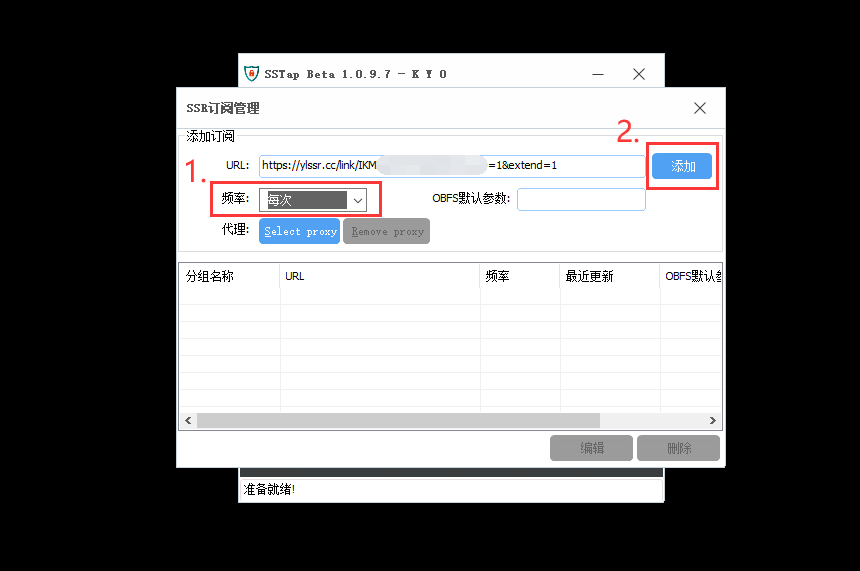 SSTap Beta 1.0.9.7 - K Y O
SSR订阅管理
添加订阅
2.
URL: https://ylssr.cc/link/IKM =1&extend=1 添加
1.
频率: 每次 OBFS默认参数:
代理: Select proxy Remove proxy
分组名称 URL 频率 最近更新 OBFS默认参
编辑 删除
准备就绪!